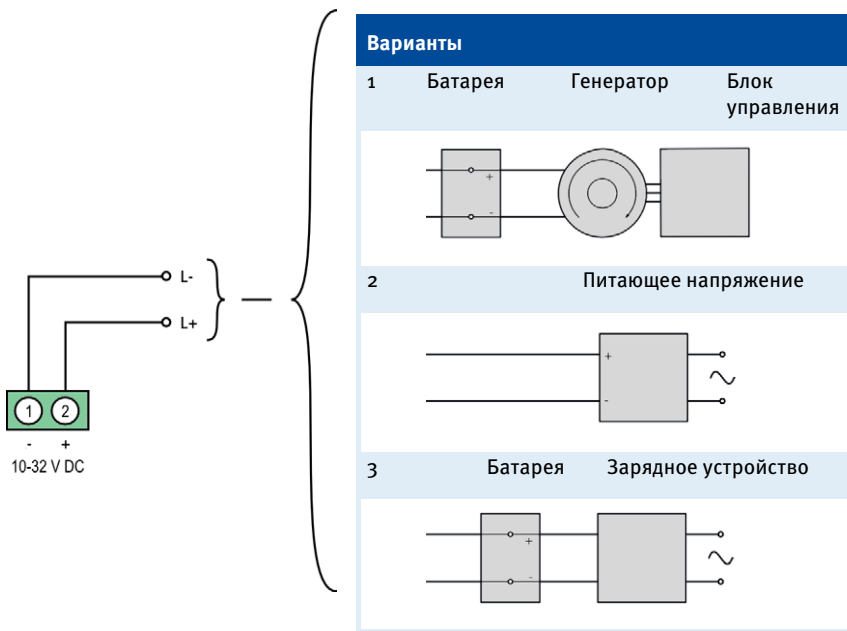 Варианты
1 Батарея Генератор Блок управления
+
-
2 Питающее напряжение
+
-
3 Батарея Зарядное устройство
+
-
L-
L+
1 2
- +
10-32 V DC